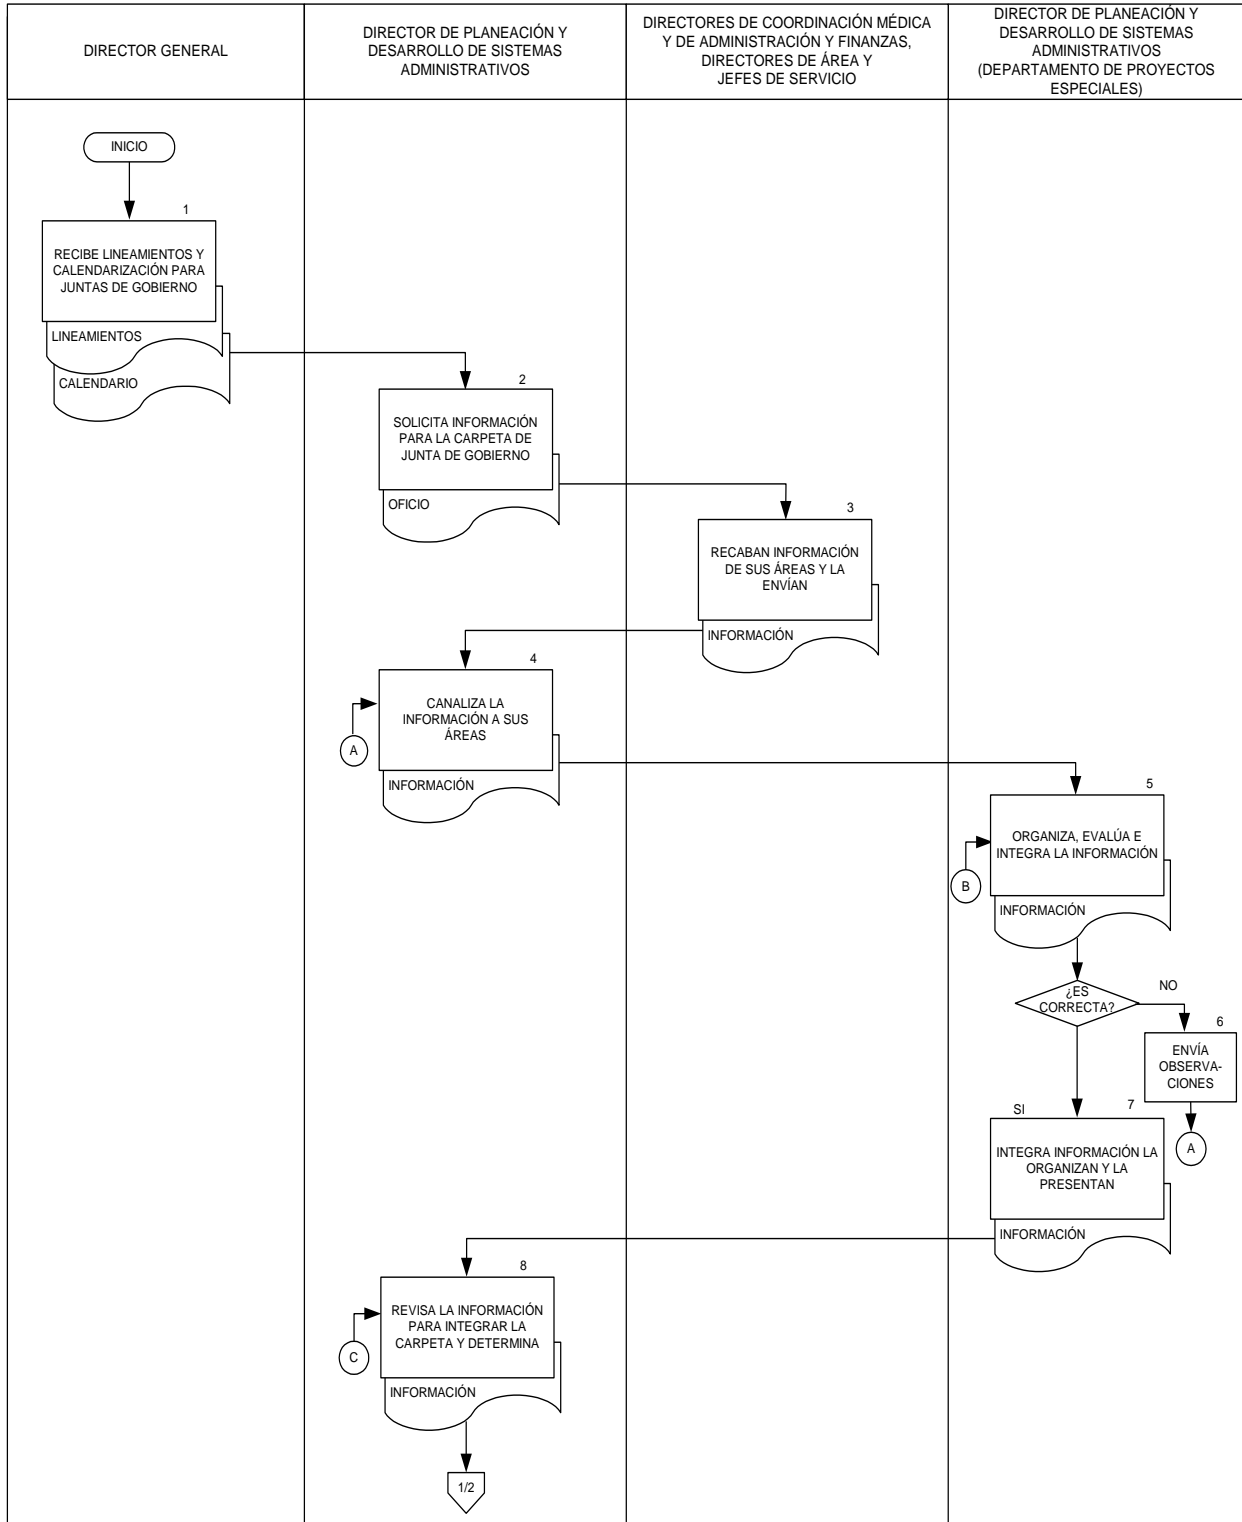 DIRECTOR GENERAL
DIRECTOR DE PLANEACIÓN Y
DESARROLLO DE SISTEMAS
ADMINISTRATIVOS
DIRECTORES DE COORDINACIÓN MÉDICA
Y DE ADMINISTRACIÓN Y FINANZAS,
DIRECTORES DE ÁREA Y
JEFES DE SERVICIO
DIRECTOR DE PLANEACIÓN Y
DESARROLLO DE SISTEMAS
ADMINISTRATIVOS
(DEPARTAMENTO DE PROYECTOS
ESPECIALES)
INICIO
1
RECIBE LINEAMIENTOS Y
CALENDARIZACIÓN PARA
JUNTAS DE GOBIERNO
LINEAMIENTOS
CALENDARIO
2
SOLICITA INFORMACIÓN
PARA LA CARPETA DE
JUNTA DE GOBIERNO
OFICIO
3
RECABAN INFORMACIÓN
DE SUS ÁREAS Y LA
ENVÍAN
INFORMACIÓN
4
CANALIZA LA
INFORMACIÓN A SUS
ÁREAS
A
INFORMACIÓN
5
ORGANIZA, EVALÚA E
INTEGRA LA INFORMACIÓN
B
INFORMACIÓN
¿ES
CORRECTA?
NO
6
ENVÍA
OBSERVA-
CIONES
A
SI
7
INTEGRA INFORMACIÓN LA
ORGANIZAN Y LA
PRESENTAN
INFORMACIÓN
8
REVISA LA INFORMACIÓN
PARA INTEGRAR LA
CARPETA Y DETERMINA
C
INFORMACIÓN
1/2